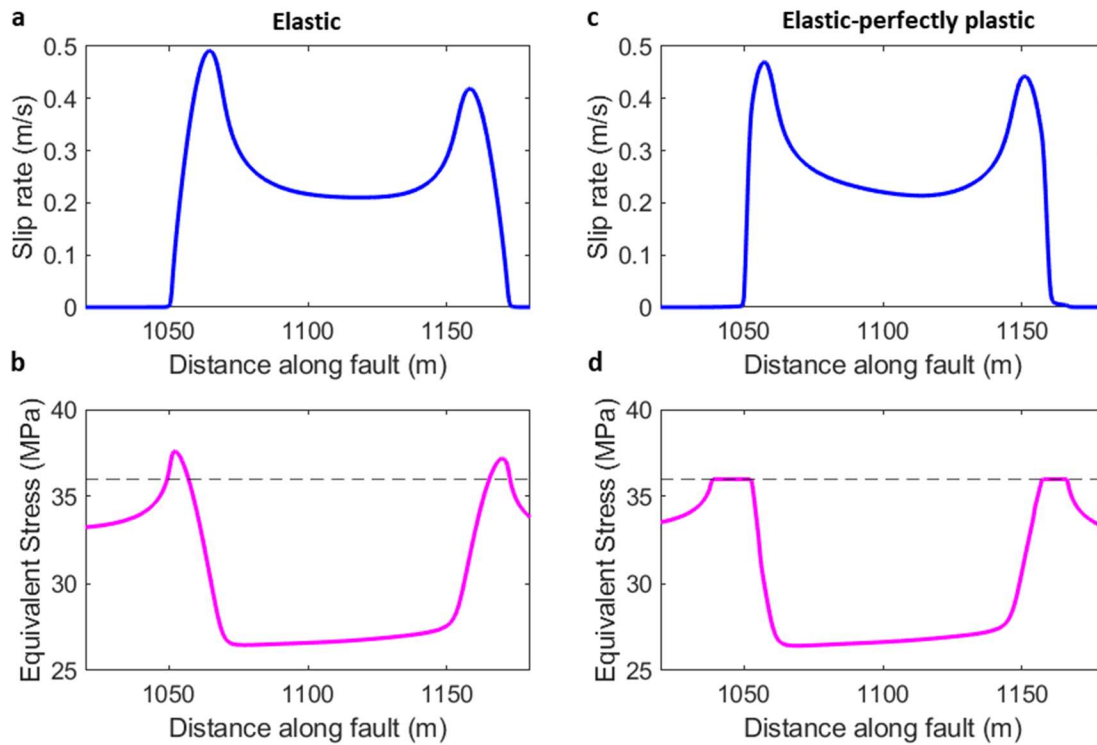 a
Elastic
Slip rate (m/s)
0.5
0.4
0.3
0.2
0.1
0
1050
1100
1150
Distance along fault (m)
c
Elastic-perfectly plastic
Slip rate (m/s)
0.5
0.4
0.3
0.2
0.1
0
1050
1100
1150
Distance along fault (m)
b
Equivalent Stress (MPa)
40
35
30
25
1050
1100
1150
Distance along fault (m)
d
Equivalent Stress (MPa)
40
35
30
25
1050
1100
1150
Distance along fault (m)